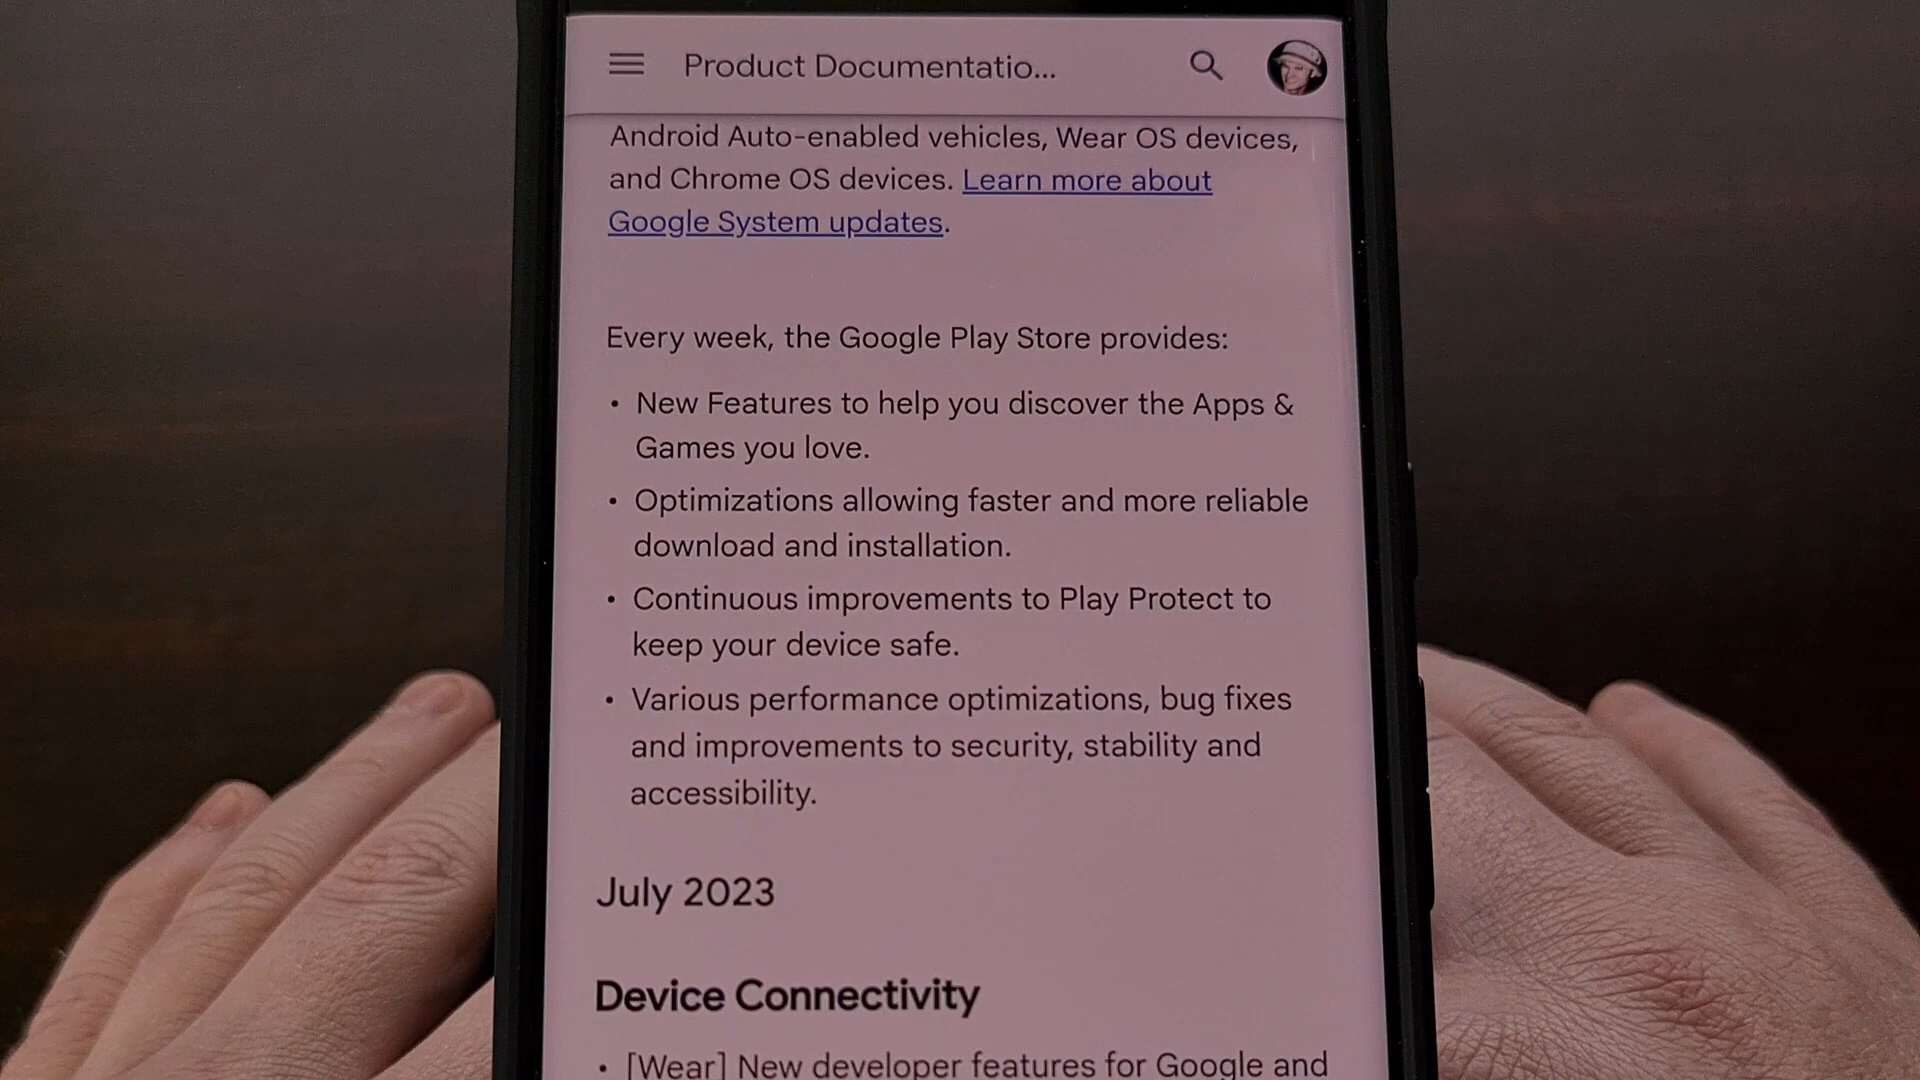 Product Documentatio...
Android Auto-enabled vehicles, Wear OS devices,
and Chrome OS devices. Learn more about
Google System updates.
Every week, the Google Play Store provides:
• New Features to help you discover the Apps &
Games you love.
• Optimizations allowing faster and more reliable
download and installation.
• Continuous improvements to Play Protect to
keep your device safe.
• Various performance optimizations, bug fixes
and improvements to security, stability and
accessibility.
July 2023
Device Connectivity
• [Wear] New developer features for Google and